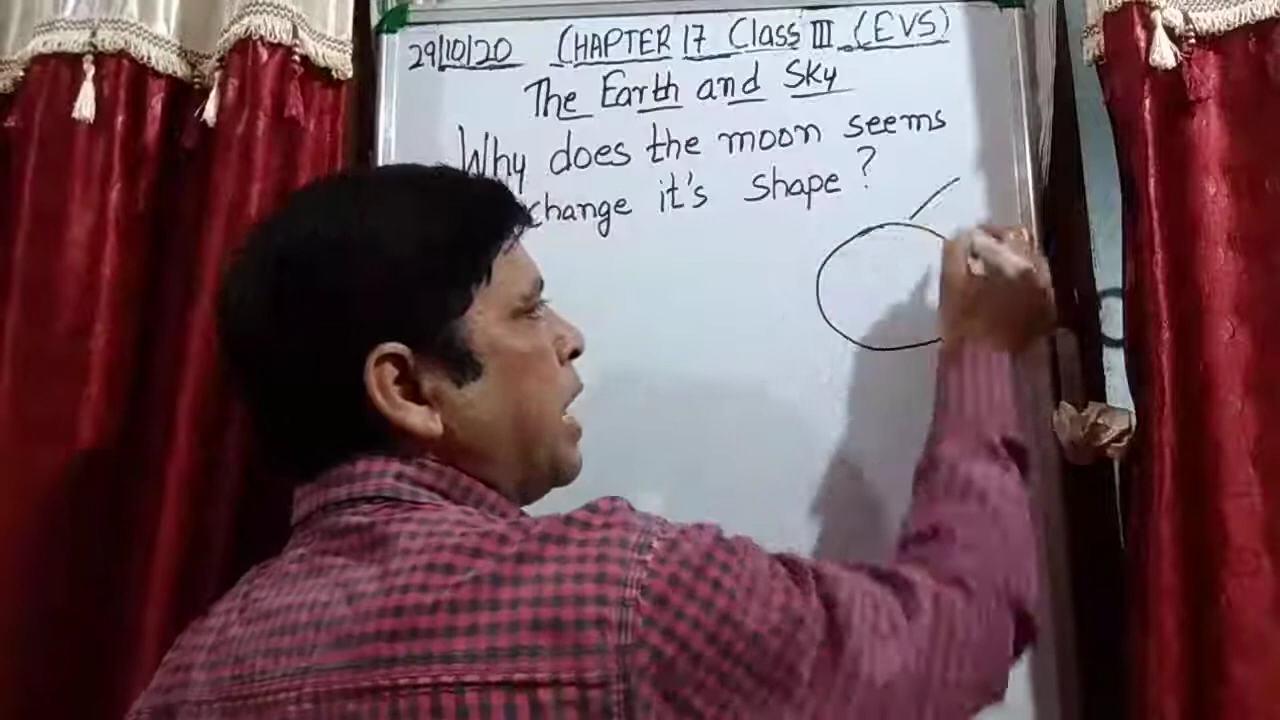 29/10/20 CHAPTER 17 Class III (EVS)
The Earth and Sky
Why does the moon seems
change it's shape ?